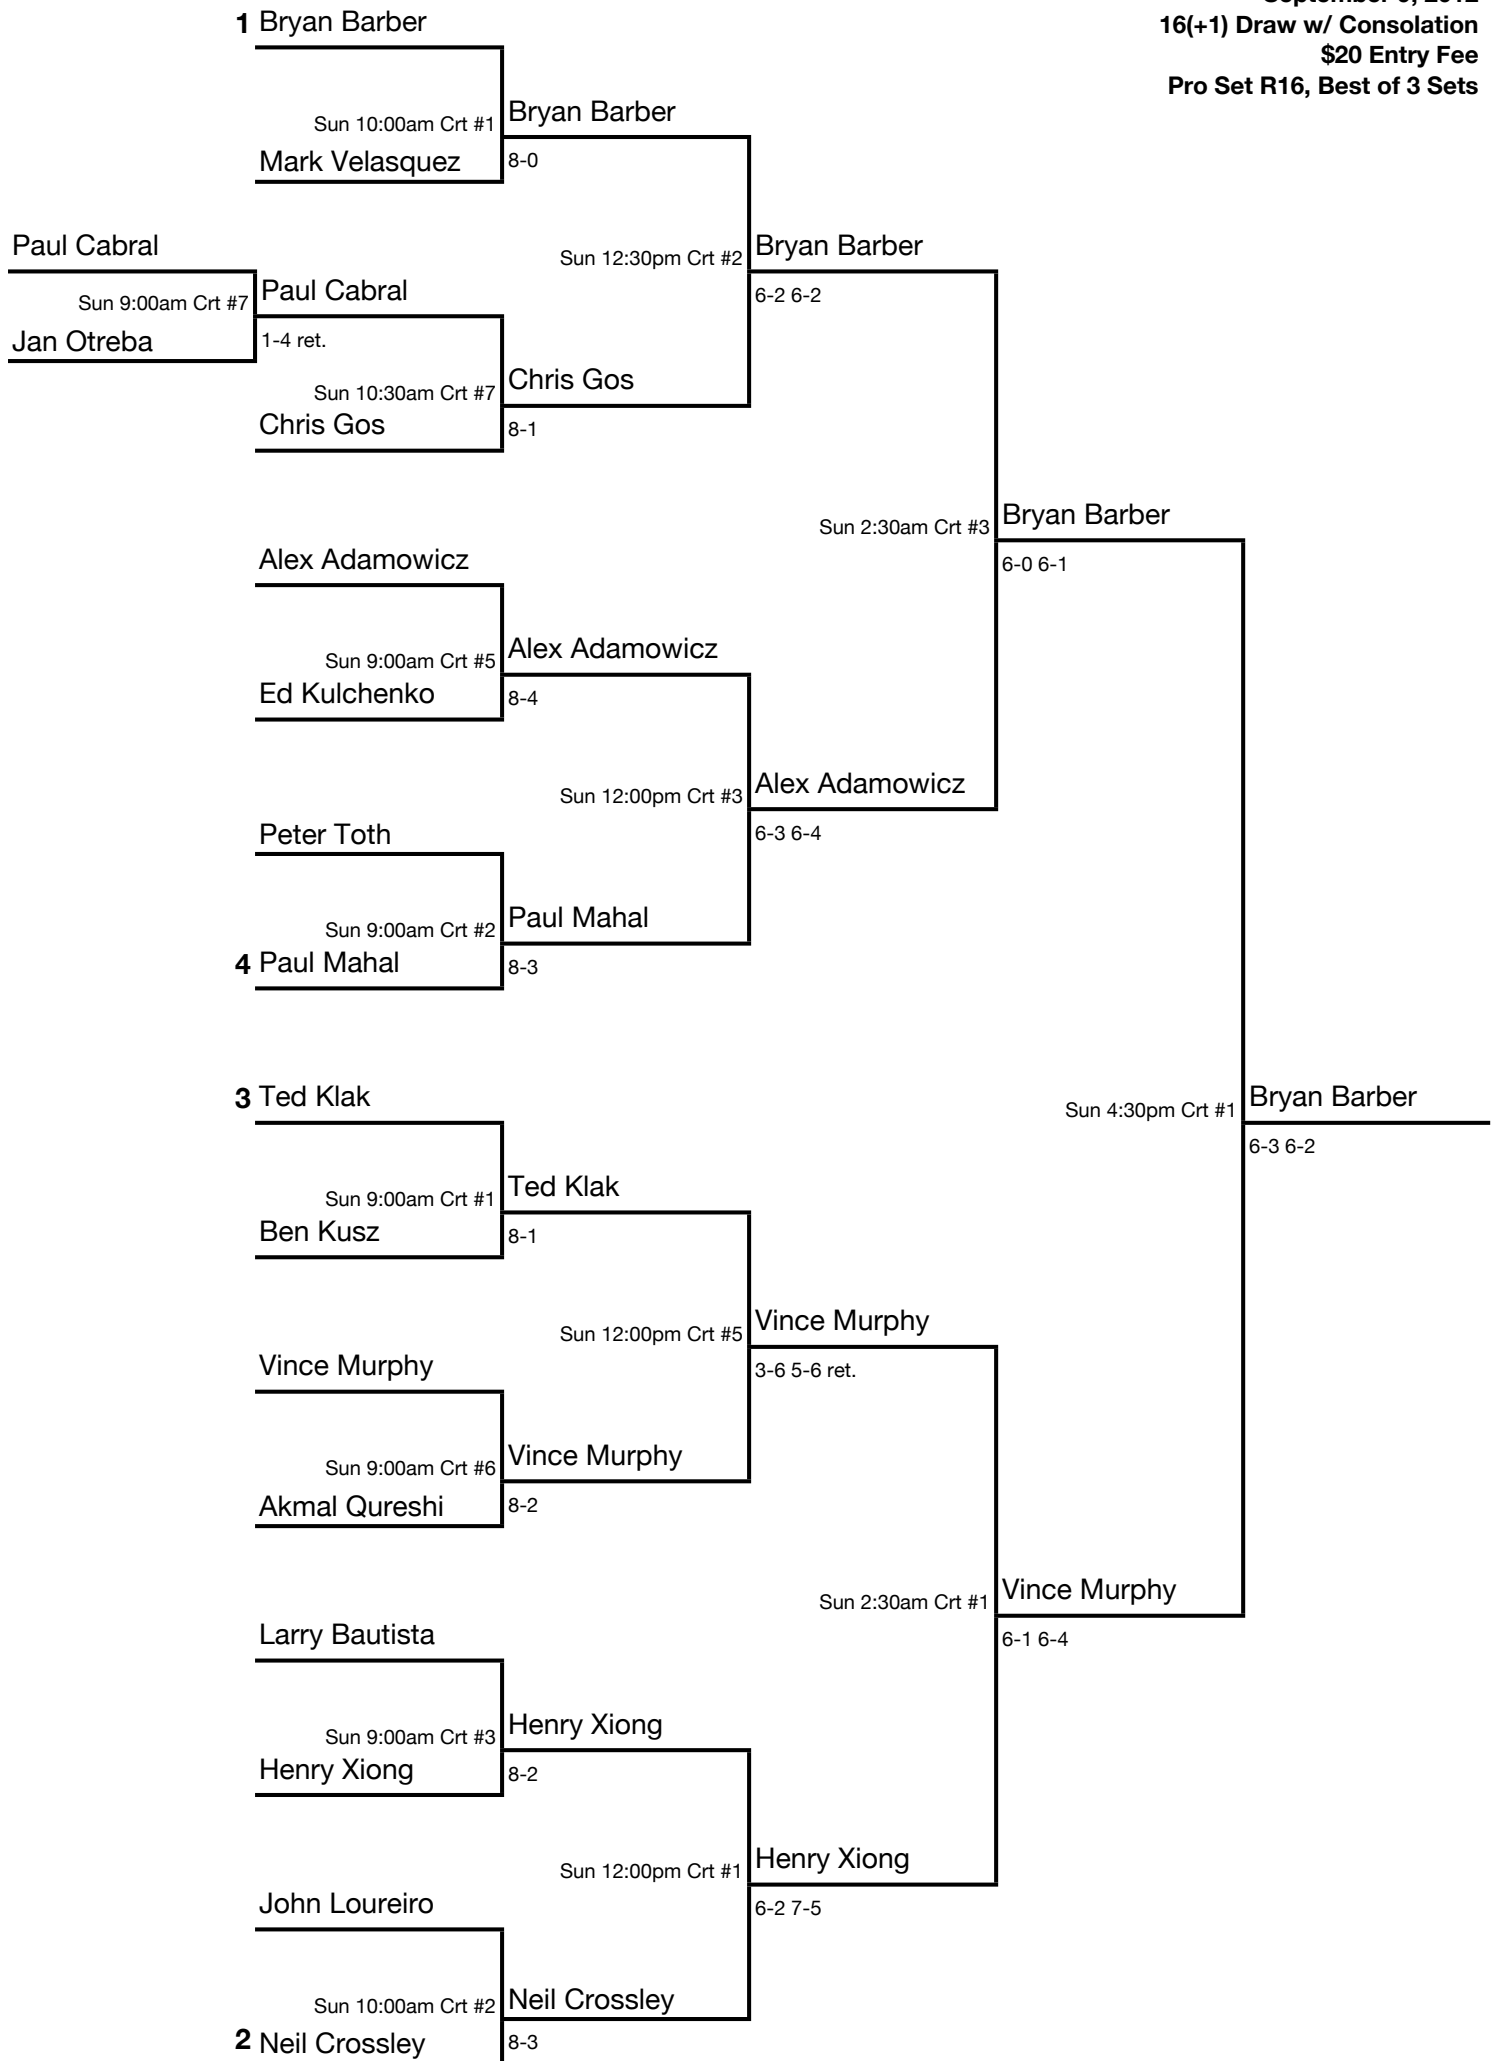 16(+1) Draw w/ Consolation
$20 Entry Fee
Pro Set R16, Best of 3 Sets
1 Bryan Barber
Sun 10:00am Crt #1
Bryan Barber
Mark Velasquez
8-0
Paul Cabral
Sun 9:00am Crt #7
Paul Cabral
Jan Otreba
1-4 ret.
Sun 12:30pm Crt #2
Bryan Barber
6-2 6-2
Sun 10:30am Crt #7
Chris Gos
Chris Gos
8-1
Sun 2:30am Crt #3
Bryan Barber
6-0 6-1
Alex Adamowicz
Sun 9:00am Crt #5
Alex Adamowicz
Ed Kulchenko
8-4
Sun 12:00pm Crt #3
Alex Adamowicz
6-3 6-4
Peter Toth
Sun 9:00am Crt #2
Paul Mahal
4 Paul Mahal
8-3
3 Ted Klak
Sun 4:30pm Crt #1
Bryan Barber
6-3 6-2
Sun 9:00am Crt #1
Ted Klak
Ben Kusz
8-1
Sun 12:00pm Crt #5
Vince Murphy
3-6 5-6 ret.
Vince Murphy
Sun 9:00am Crt #6
Vince Murphy
Akmal Qureshi
8-2
Sun 2:30am Crt #1
Vince Murphy
6-1 6-4
Larry Bautista
Sun 9:00am Crt #3
Henry Xiong
Henry Xiong
8-2
Sun 12:00pm Crt #1
Henry Xiong
6-2 7-5
John Loureiro
Sun 10:00am Crt #2
Neil Crossley
2 Neil Crossley
8-3